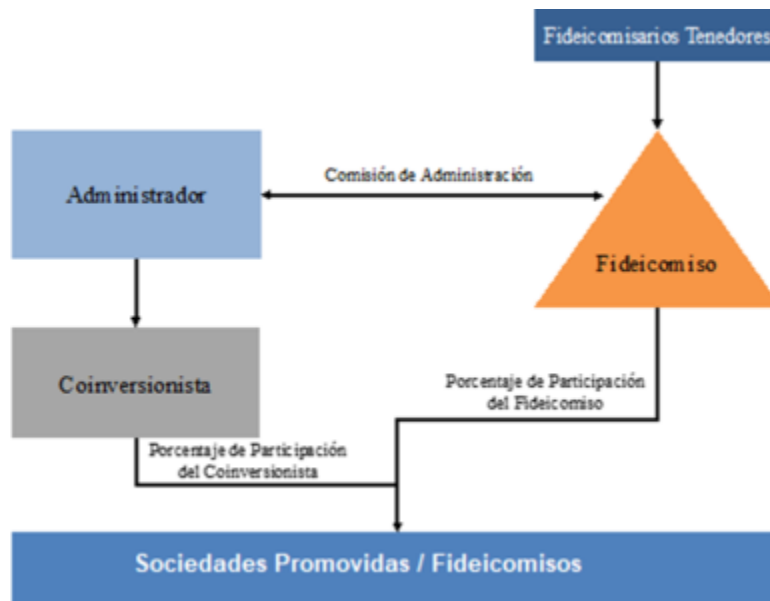 Fideicomisarios Tenedores
Administrador
Comisión de Administración
Fideicomiso
Coinversionista
Porcentaje de Participación
del Fideicomiso
Porcentaje de Participación
del Coinversionista
Sociedades Promovidas / Fideicomisos